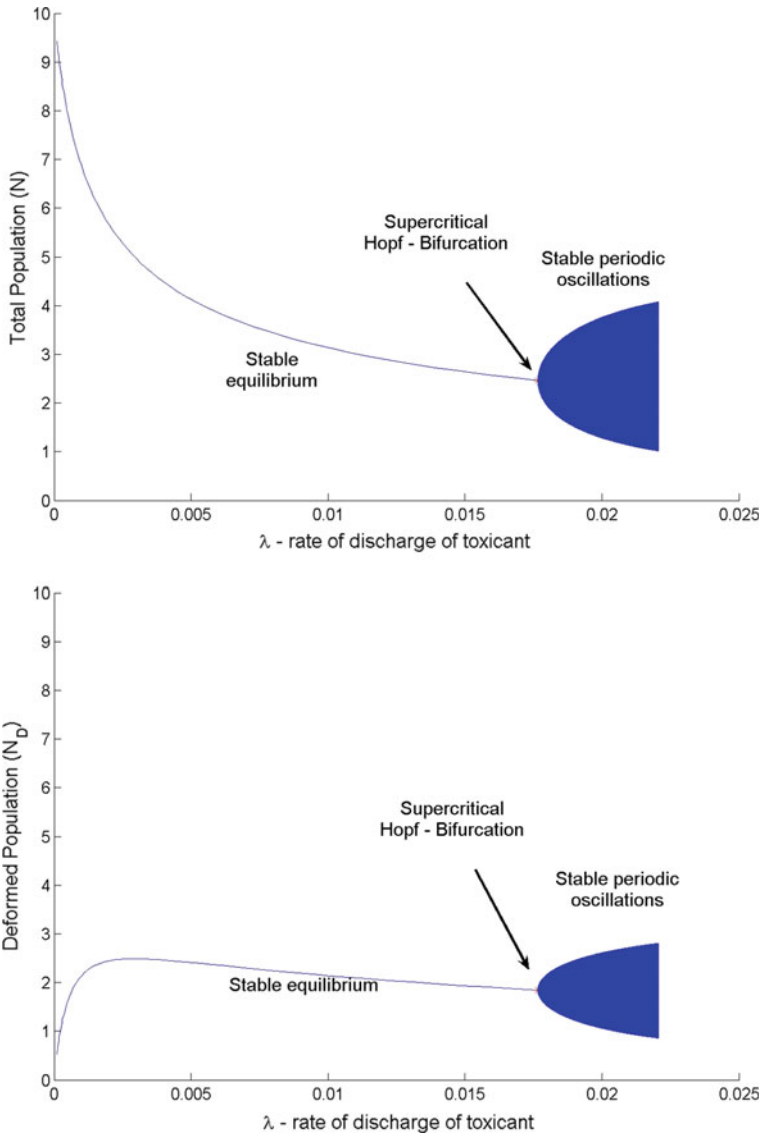 10
9
8
7
6
5
4
3
2
1
0
Total Population (N)
Supercritical
Hopf - Bifurcation
Stable periodic
oscillations
Stable
equilibrium
0 0.005 0.01 0.015 0.02 0.025
λ - rate of discharge of toxicant
10
9
8
7
6
5
4
3
2
1
0
Deformed Population (N_D)
Supercritical
Hopf - Bifurcation
Stable periodic
oscillations
Stable equilibrium
0 0.005 0.01 0.015 0.02 0.025
λ - rate of discharge of toxicant